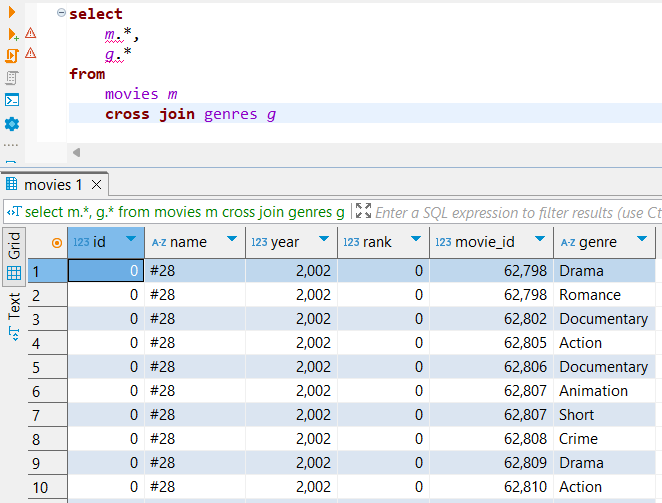 select
m.*,
g.*
from
movies m
cross join genres g
movies 1
select m.*, g.* from movies m cross join genres g Enter a SQL expression to filter results (use Ct
Grid
Text
123 id A-Z name 123 year 123 rank 123 movie_id A-Z genre
1 0 #28 2,002 0 62,798 Drama
2 0 #28 2,002 0 62,798 Romance
3 0 #28 2,002 0 62,802 Documentary
4 0 #28 2,002 0 62,805 Action
5 0 #28 2,002 0 62,806 Documentary
6 0 #28 2,002 0 62,807 Animation
7 0 #28 2,002 0 62,807 Short
8 0 #28 2,002 0 62,808 Crime
9 0 #28 2,002 0 62,809 Drama
10 0 #28 2,002 0 62,810 Action